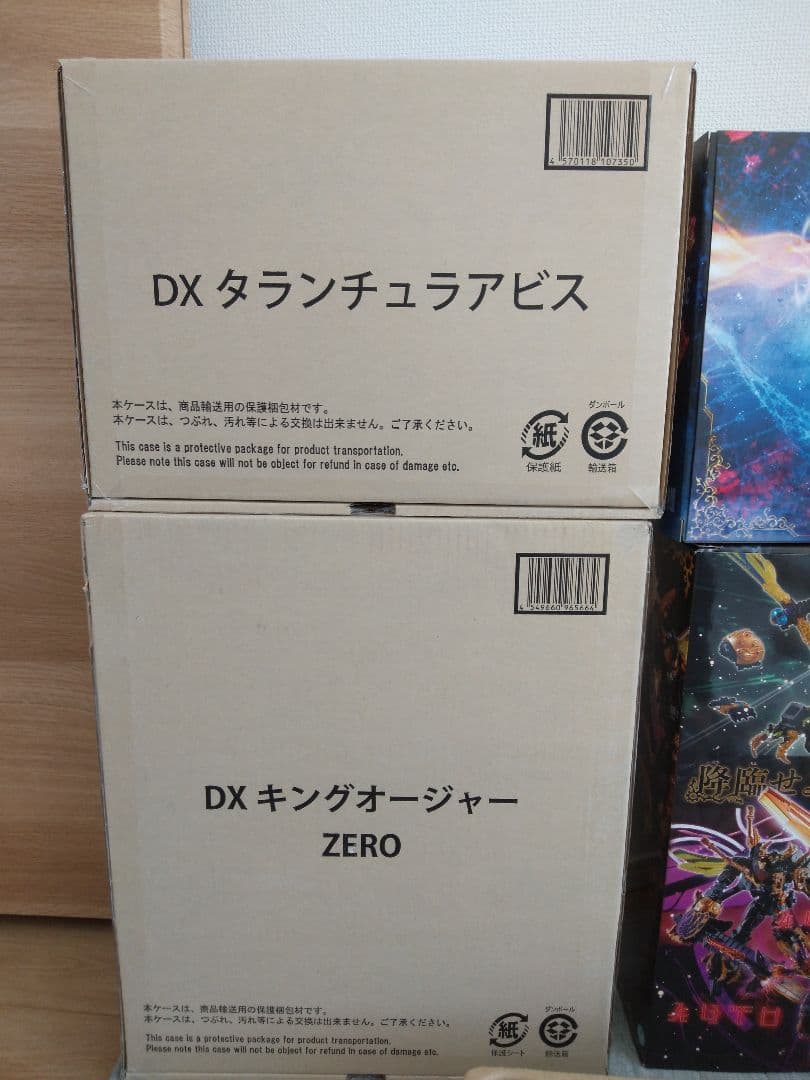 4 570118 107350
DX タランチュラアビス
本ケースは、商品輸送用の保護梱包材です。
本ケースは、つぶれ、汚れ等による交換は出来ません。ご了承ください。
This case is a protective package for product transportation.
Please note this case will not be object for refund in case of damage etc.
紙
保護紙
ダンボール
輸送箱
4 549660 965664
DX キングオージャー
ZERO
本ケースは、商品輸送用の保護梱包材です。
本ケースは、つぶれ、汚れ等による交換は出来ません。ご了承ください。
This case is a protective package for product transportation.
Please note this case will not be object for refund in case of damage etc.
紙
保護シート
ダンボール
輸送箱
降臨せよ